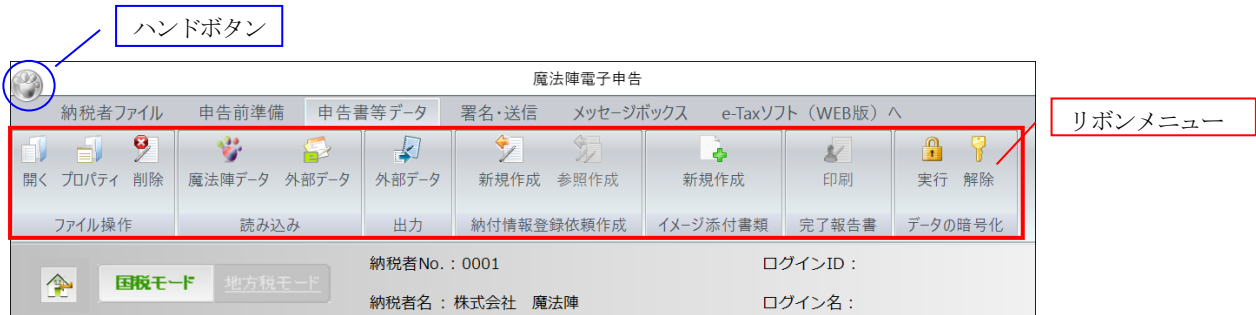 ハンドボタン
魔法陣電子申告
納税者ファイル 申告前準備 申告書等データ 署名・送信 メッセージボックス e-Taxソフト（WEB版）へ
リボンメニュー
開く プロパティ 削除 魔法陣データ 外部データ 外部データ 新規作成 参照作成 新規作成 印刷 実行 解除
ファイル操作 読み込み 出力 納付情報登録依頼作成 イメージ添付書類 完了報告書 データの暗号化
納税者No.：0001 ログインID：
国税モード 地方税モード
納税者名：株式会社 魔法陣 ログイン名：